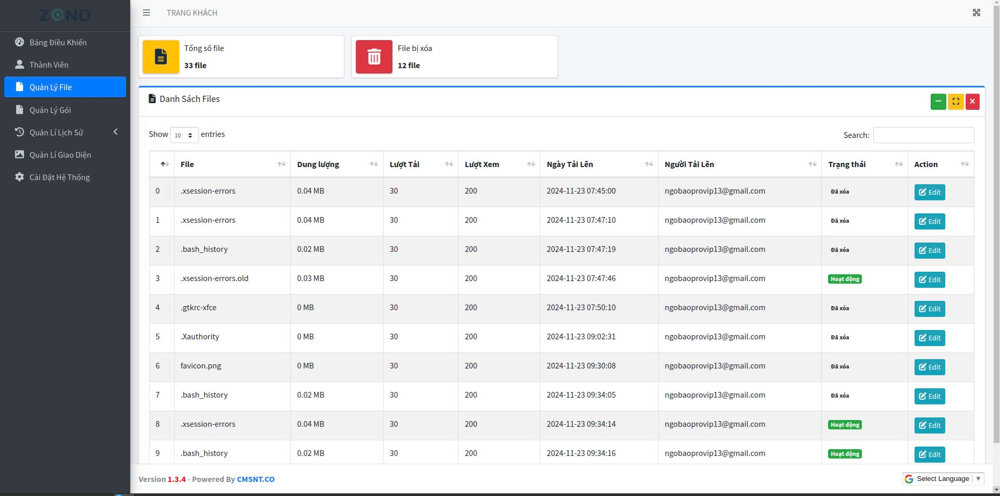 ZONO
TRANG KHÁCH
Bảng Điều Khiển
Thành Viên
Quản Lý File
Quản Lý Gói
Quản Lí Lịch Sử
Quản Lí Giao Diện
Cài Đặt Hệ Thống
Tổng số file
33 file
File bị xóa
12 file
Danh Sách Files
Show 10 entries
Search:
File Dung lượng Lượt Tải Lượt Xem Ngày Tải Lên Người Tải Lên Trạng thái Action
0 .xsession-errors 0.04 MB 30 200 2024-11-23 07:45:00 ngobaoprovip13@gmail.com Đã xóa Edit
1 .xsession-errors 0.04 MB 30 200 2024-11-23 07:47:10 ngobaoprovip13@gmail.com Đã xóa Edit
2 .bash_history 0.02 MB 30 200 2024-11-23 07:47:19 ngobaoprovip13@gmail.com Đã xóa Edit
3 .xsession-errors.old 0.03 MB 30 200 2024-11-23 07:47:46 ngobaoprovip13@gmail.com Hoạt động Edit
4 .gtkrc-xfce 0 MB 30 200 2024-11-23 07:50:10 ngobaoprovip13@gmail.com Đã xóa Edit
5 .Xauthority 0 MB 30 200 2024-11-23 09:02:31 ngobaoprovip13@gmail.com Đã xóa Edit
6 favicon.png 0 MB 30 200 2024-11-23 09:30:08 ngobaoprovip13@gmail.com Đã xóa Edit
7 .bash_history 0.02 MB 30 200 2024-11-23 09:34:05 ngobaoprovip13@gmail.com Đã xóa Edit
8 .xsession-errors 0.04 MB 30 200 2024-11-23 09:34:14 ngobaoprovip13@gmail.com Hoạt động Edit
9 .bash_history 0.02 MB 30 200 2024-11-23 09:34:16 ngobaoprovip13@gmail.com Hoạt động Edit
Version 1.3.4 - Powered By CMSNT.CO
Select Language